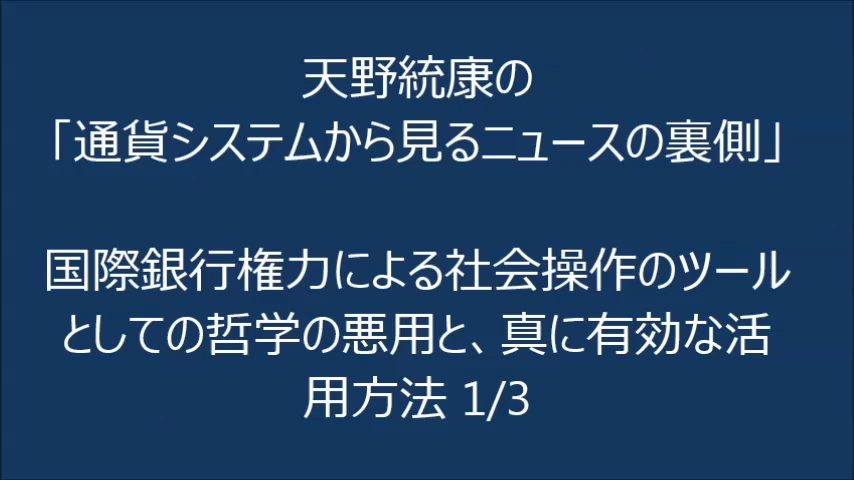 天野統康の
「通貨システムから見るニュースの裏側」
国際銀行権力による社会操作のツール
としての哲学の悪用と、真に有効な活
用方法 1/3